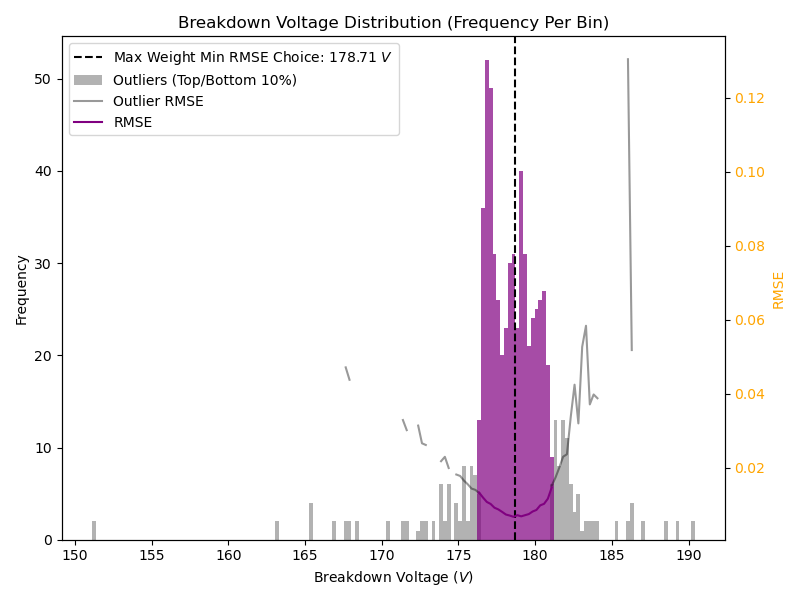 Breakdown Voltage Distribution (Frequency Per Bin)
Max Weight Min RMSE Choice: 178.71 V
Outliers (Top/Bottom 10%)
Outlier RMSE
RMSE
50
40
30
20
10
0
Frequency
0.12
0.10
0.08
0.06
0.04
0.02
RMSE
150 155 160 165 170 175 180 185 190
Breakdown Voltage (V)